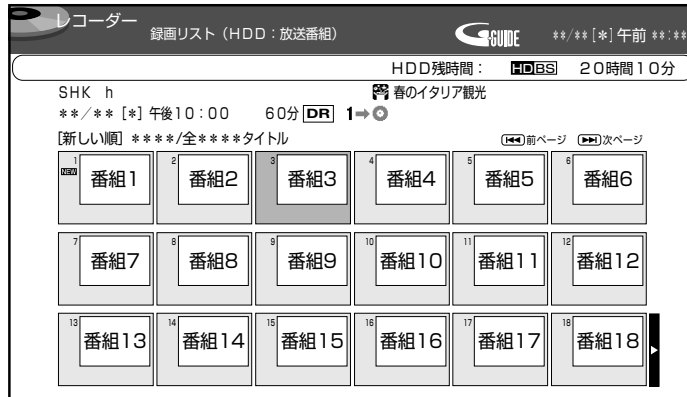 レコーダー
録画リスト（HDD：放送番組）
G-GUIDE
**/**[*]午前 **:**
HDD残時間： HD BS 20時間10分
SHK h
春のイタリア観光
**/** [*] 午後10：00 60分 DR 1➡
[新しい順] ****/全****タイトル
⏮前ページ ⏭次ページ
1 NEW 番組1
2 番組2
3 番組3
4 番組4
5 番組5
6 番組6
7 番組7
8 番組8
9 番組9
10 番組10
11 番組11
12 番組12
13 番組13
14 番組14
15 番組15
16 番組16
17 番組17
18 番組18